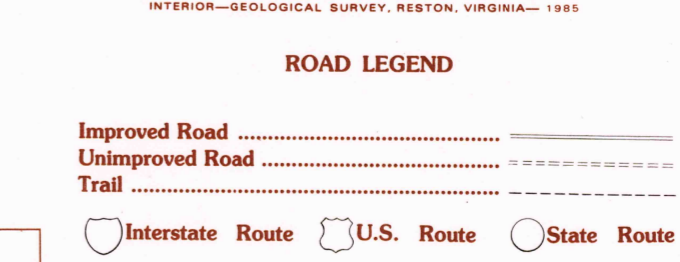 INTERIOR—GEOLOGICAL SURVEY, RESTON, VIRGINIA— 1985
ROAD LEGEND
Improved Road ..................................................
Unimproved Road ..............................................
Trail ....................................................................
Interstate Route U.S. Route State Route